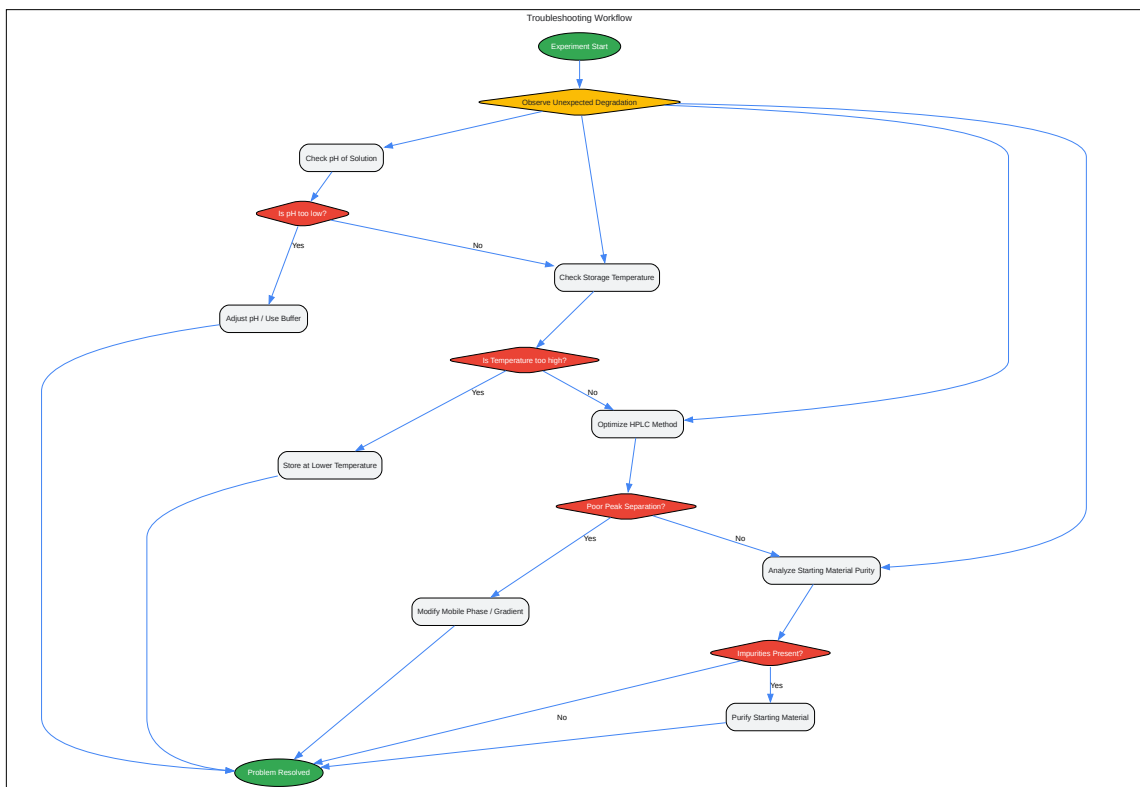 Troubleshooting Workflow
Experiment Start
Observe Unexpected Degradation
Check pH of Solution
Is pH too low?
Yes
No
Check Storage Temperature
Adjust pH / Use Buffer
Is Temperature too high?
Yes
No
Optimize HPLC Method
Store at Lower Temperature
Poor Peak Separation?
Yes
No
Analyze Starting Material Purity
Modify Mobile Phase / Gradient
Impurities Present?
Yes
No
Purify Starting Material
Problem Resolved